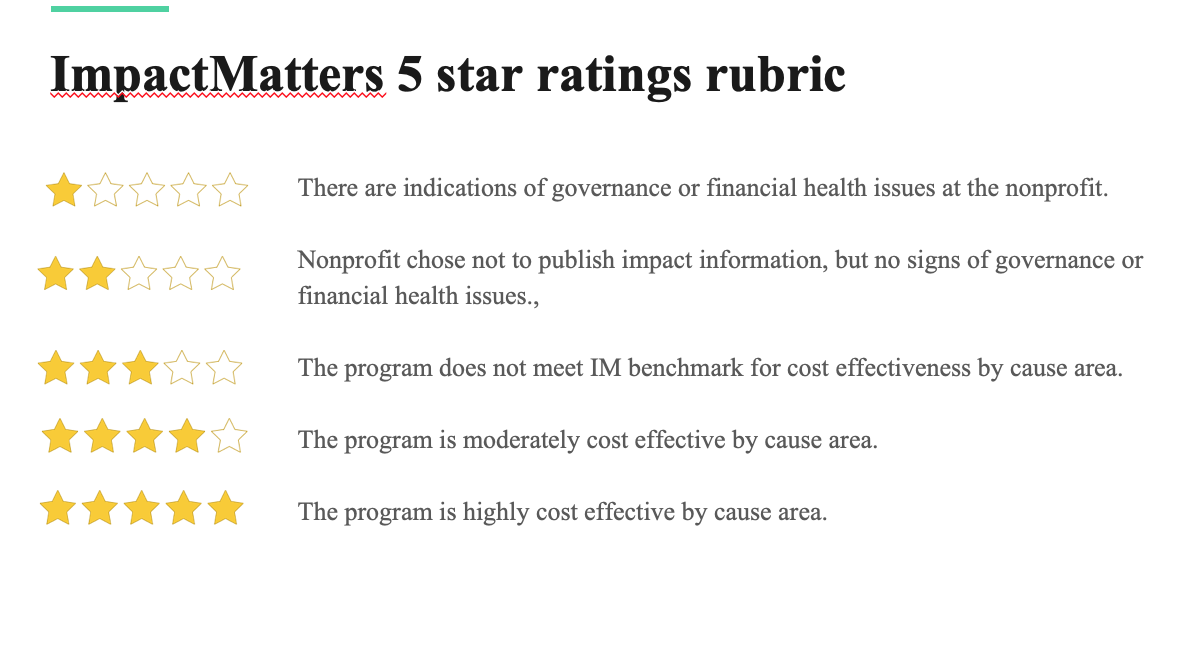 ImpactMatters 5 star ratings rubric
There are indications of governance or financial health issues at the nonprofit.
Nonprofit chose not to publish impact information, but no signs of governance or
financial health issues.,
The program does not meet IM benchmark for cost effectiveness by cause area.
The program is moderately cost effective by cause area.
The program is highly cost effective by cause area.